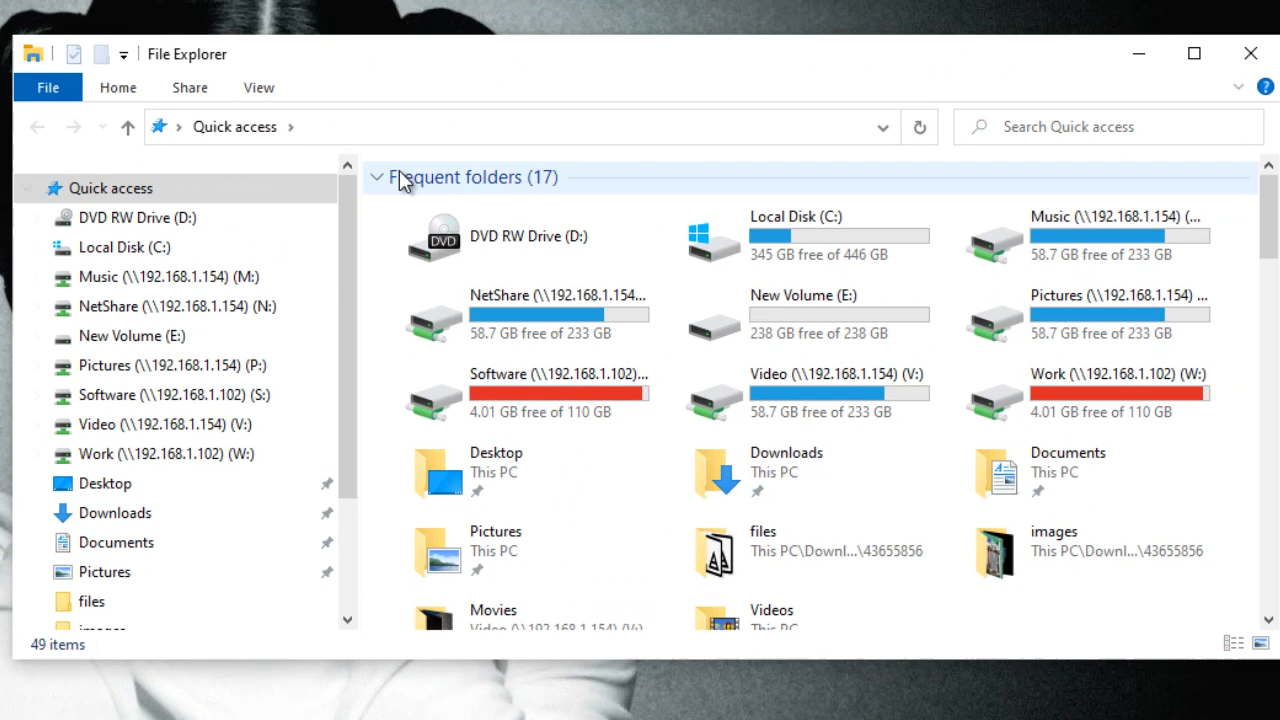 File Explorer
File Home Share View
Quick access
Search Quick access
Quick access
DVD RW Drive (D:)
Local Disk (C:)
Music (\\192.168.1.154) (M:)
NetShare (\\192.168.1.154) (N:)
New Volume (E:)
Pictures (\\192.168.1.154) (P:)
Software (\\192.168.1.102) (S:)
Video (\\192.168.1.154) (V:)
Work (\\192.168.1.102) (W:)
Desktop
Downloads
Documents
Pictures
files
images
49 items
Frequent folders (17)
DVD RW Drive (D:)
Local Disk (C:)
345 GB free of 446 GB
Music (\\192.168.1.154) (...
58.7 GB free of 233 GB
NetShare (\\192.168.1.154...
58.7 GB free of 233 GB
New Volume (E:)
238 GB free of 238 GB
Pictures (\\192.168.1.154) ...
58.7 GB free of 233 GB
Software (\\192.168.1.102)...
4.01 GB free of 110 GB
Video (\\192.168.1.154) (V:)
58.7 GB free of 233 GB
Work (\\192.168.1.102) (W:)
4.01 GB free of 110 GB
Desktop
This PC
Downloads
This PC
Documents
This PC
Pictures
This PC
files
This PC\Downl...\43655856
images
This PC\Downl...\43655856
Movies
Video (\\192.168.1.154) (V:)
Videos
This PC
DVD